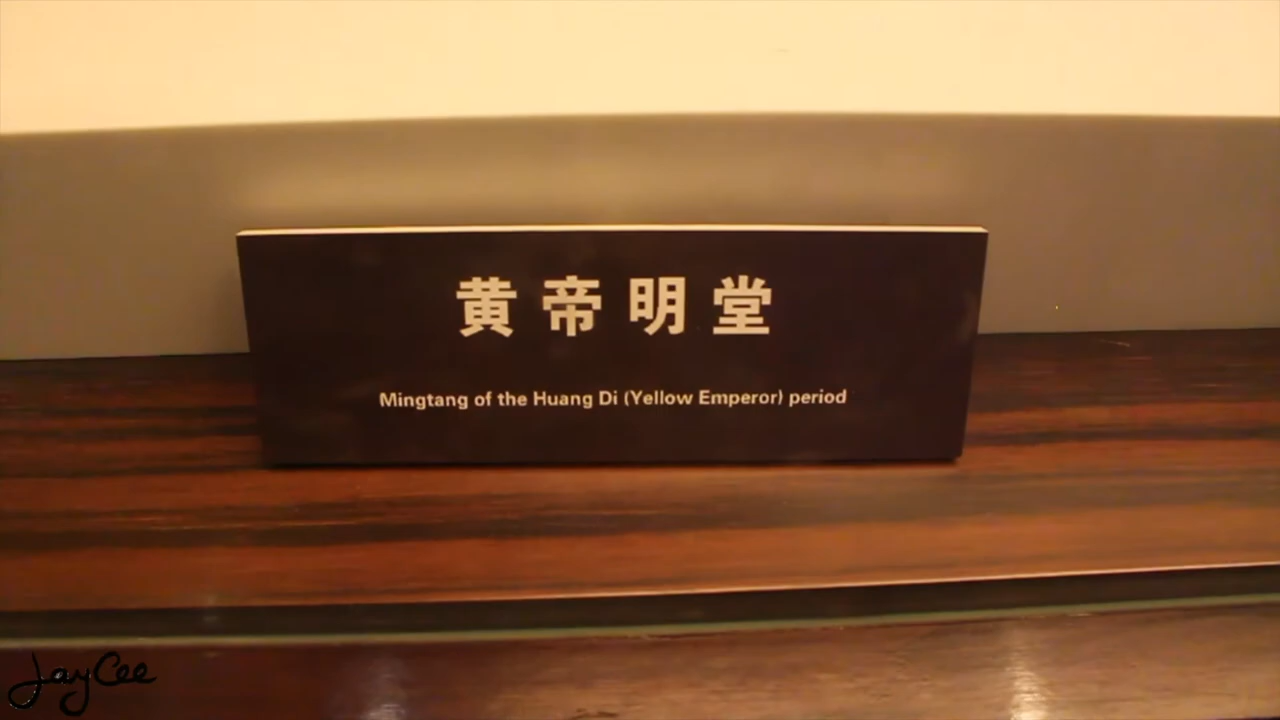 黄帝明堂
Mingtang of the Huang Di (Yellow Emperor) period
JayCee